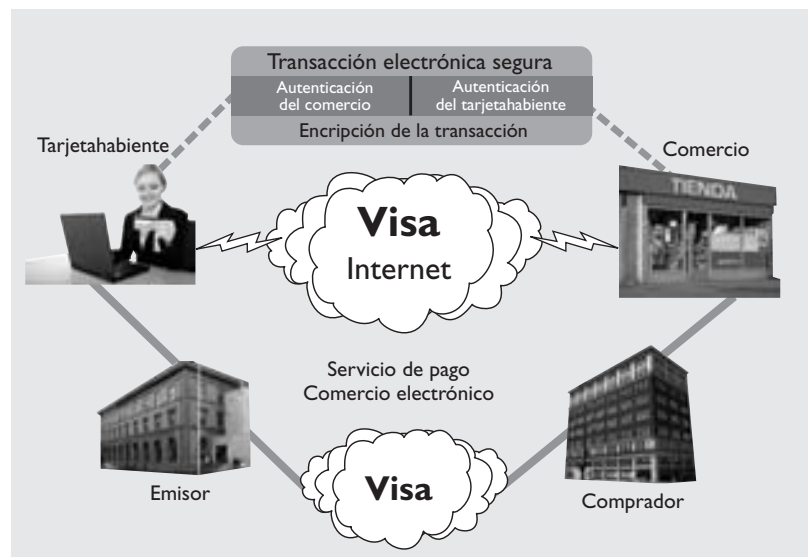 Transacción electrónica segura
Autenticación
del comercio
Autenticación
del tarjetahabiente
Encripción de la transacción
Tarjetahabiente
Comercio
TIENDA
Visa
Internet
Servicio de pago
Comercio electrónico
Emisor
Visa
Comprador